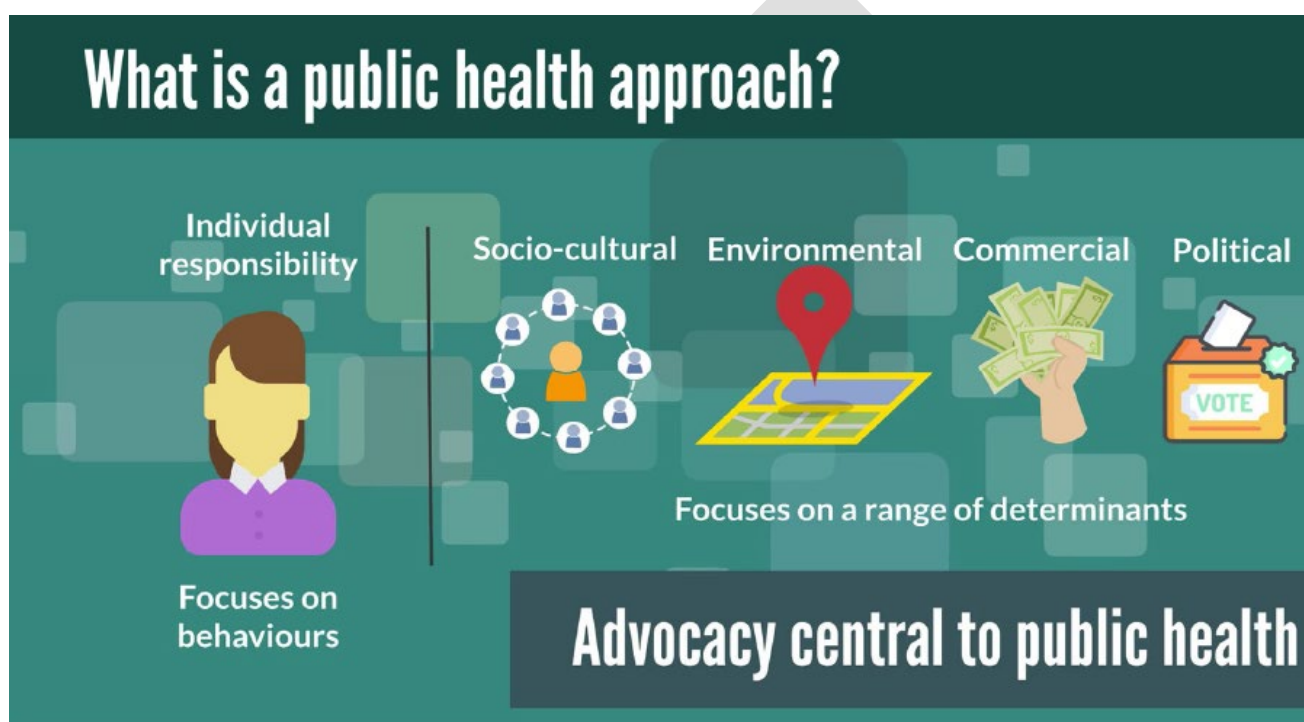 What is a public health approach?
Individual
responsibility
Socio-cultural
Environmental
Commercial
Political
VOTE
Focuses on a range of determinants
Focuses on
behaviours
Advocacy central to public health